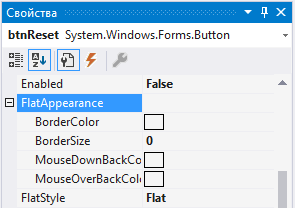 Свойства
btnReset System.Windows.Forms.Button
Enabled False
FlatAppearance
BorderColor
BorderSize 0
MouseDownBackCo
MouseOverBackColo
FlatStyle Flat